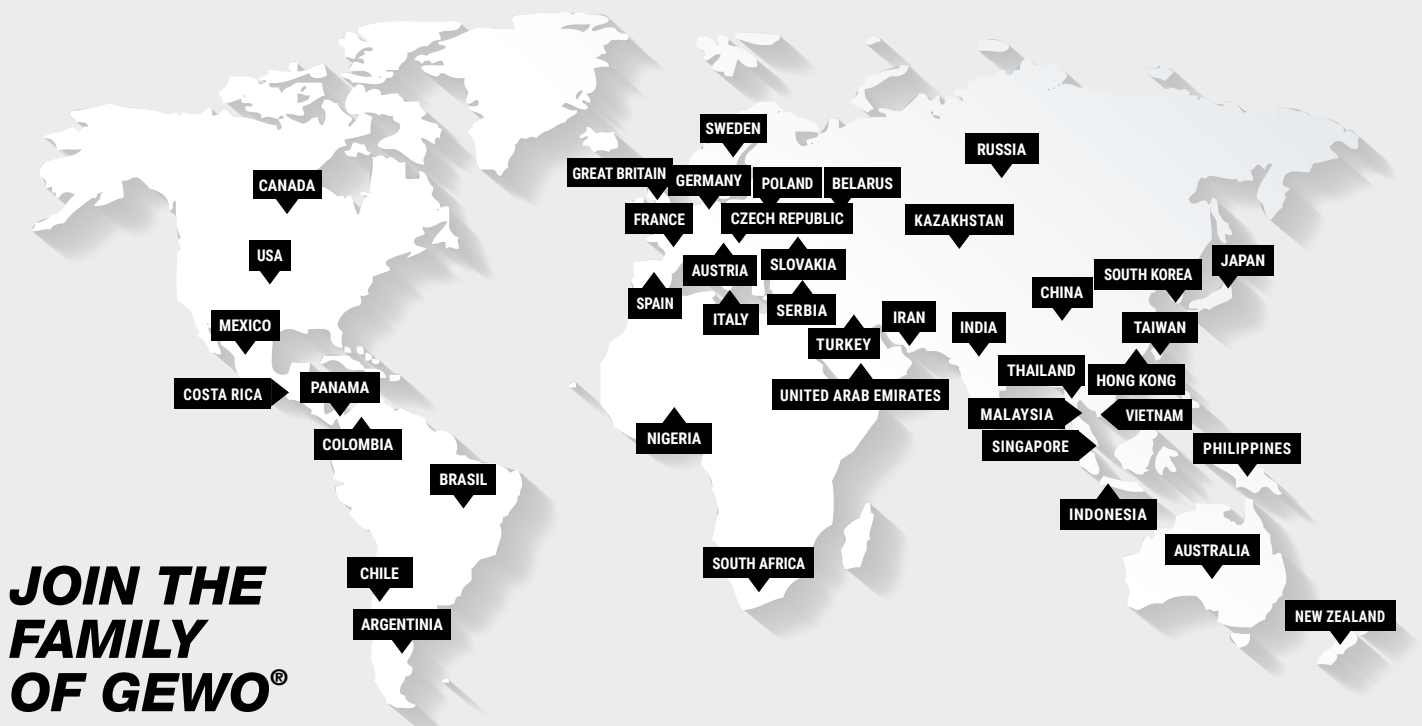 SWEDEN
RUSSIA
GREAT BRITAIN
GERMANY
POLAND
BELARUS
CANADA
FRANCE
CZECH REPUBLIC
KAZAKHSTAN
USA
AUSTRIA
SLOVAKIA
JAPAN
SOUTH KOREA
CHINA
SPAIN
ITALY
SERBIA
IRAN
INDIA
TAIWAN
MEXICO
TURKEY
THAILAND
HONG KONG
COSTA RICA
PANAMA
UNITED ARAB EMIRATES
MALAYSIA
VIETNAM
COLOMBIA
NIGERIA
SINGAPORE
PHILIPPINES
BRASIL
INDONESIA
AUSTRALIA
SOUTH AFRICA
CHILE
ARGENTINIA
NEW ZEALAND
JOIN THE
FAMILY
OF GEWO®